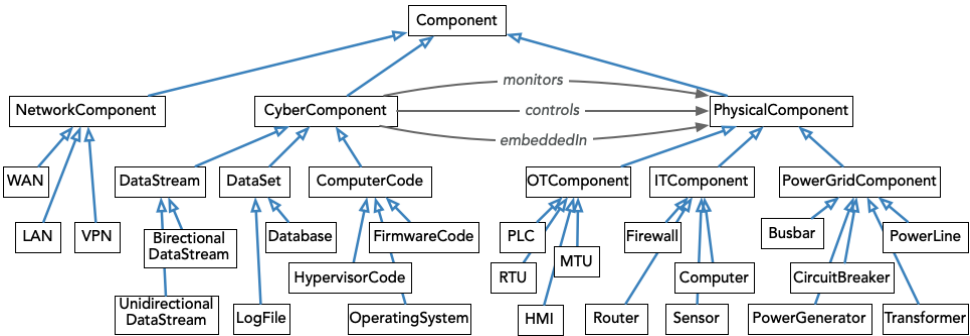 Component
monitors
NetworkComponent
CyberComponent
controls
PhysicalComponent
embeddedIn
WAN
DataStream
DataSet
ComputerCode
OTComponent
ITComponent
PowerGridComponent
LAN
VPN
Birectional
DataStream
Database
FirmwareCode
PLC
MTU
Firewall
Busbar
PowerLine
HypervisorCode
RTU
Computer
CircuitBreaker
Unidirectional
DataStream
LogFile
OperatingSystem
HMI
Router
Sensor
PowerGenerator
Transformer